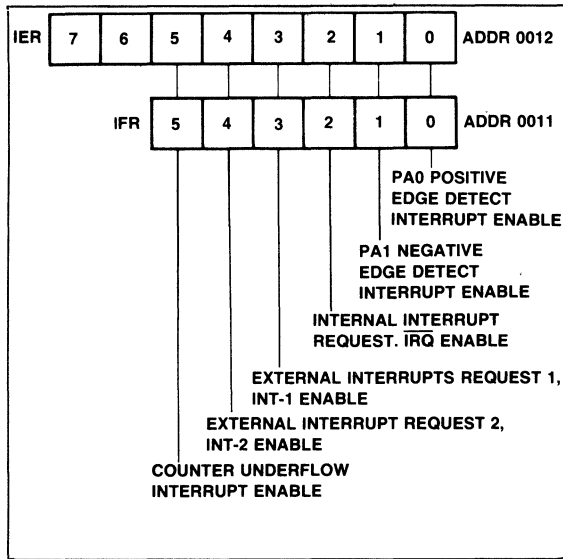 IER 7 6 5 4 3 2 1 0 ADDR 0012
IFR 5 4 3 2 1 0 ADDR 0011
PA0 POSITIVE
EDGE DETECT
INTERRUPT ENABLE
PA1 NEGATIVE
EDGE DETECT
INTERRUPT ENABLE
INTERNAL INTERRUPT
REQUEST. IRQ ENABLE
EXTERNAL INTERRUPTS REQUEST 1,
INT-1 ENABLE
EXTERNAL INTERRUPT REQUEST 2,
INT-2 ENABLE
COUNTER UNDERFLOW
INTERRUPT ENABLE